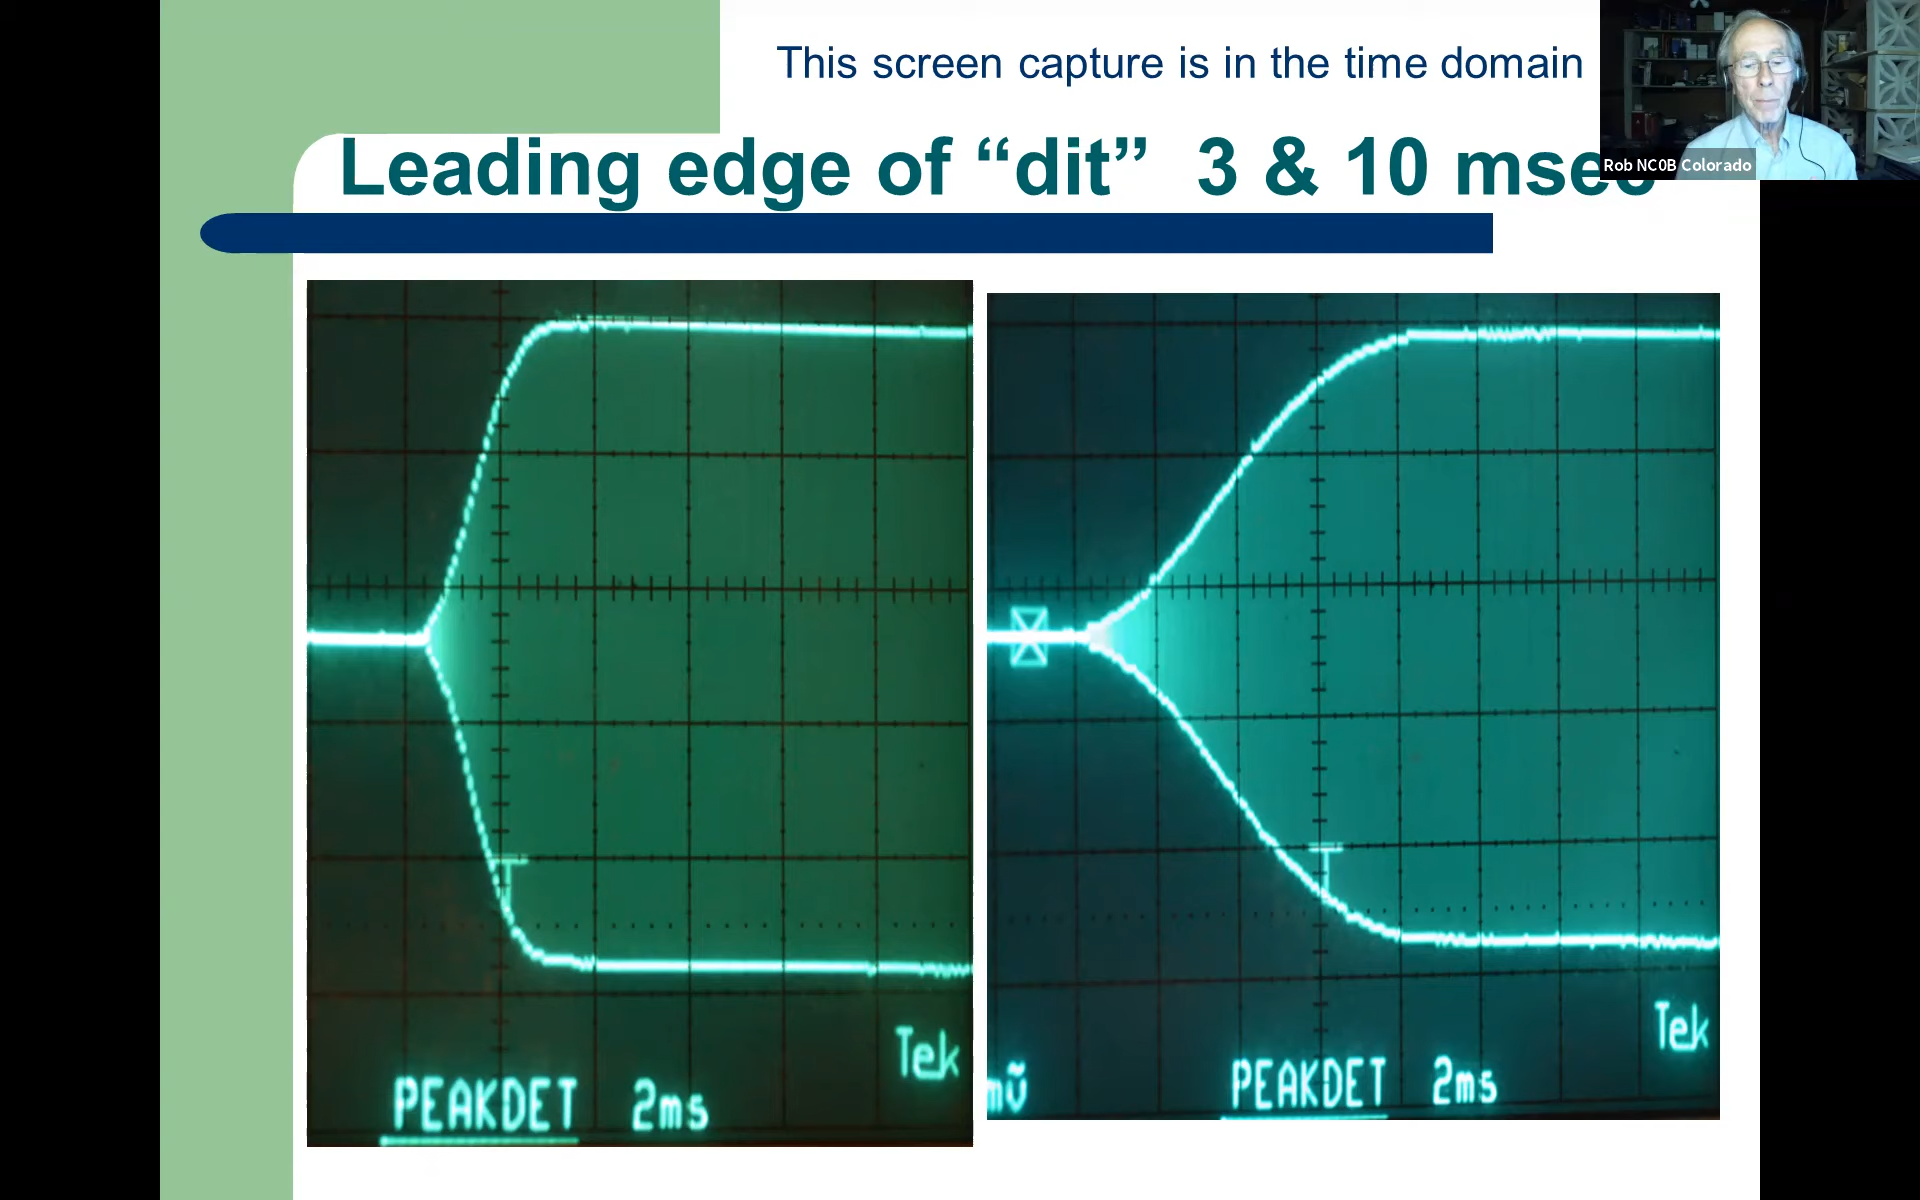 This screen capture is in the time domain
Leading edge of “dit” 3 & 10 msec
Rob NC0B Colorado
T
Tek
PEAKDET 2ms
T
Tek
mV PEAKDET 2ms